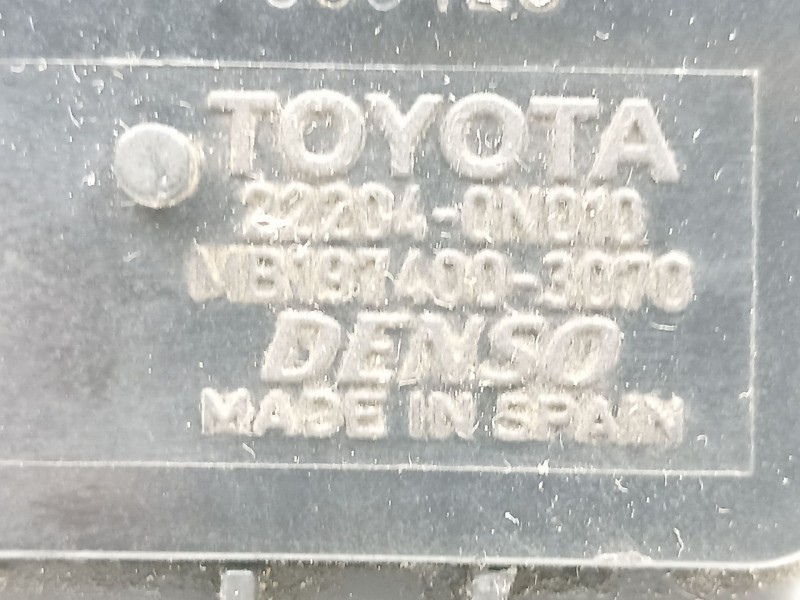 TOYOTA
22204-0N010
MB197400-3070
DENSO
MADE IN SPAIN